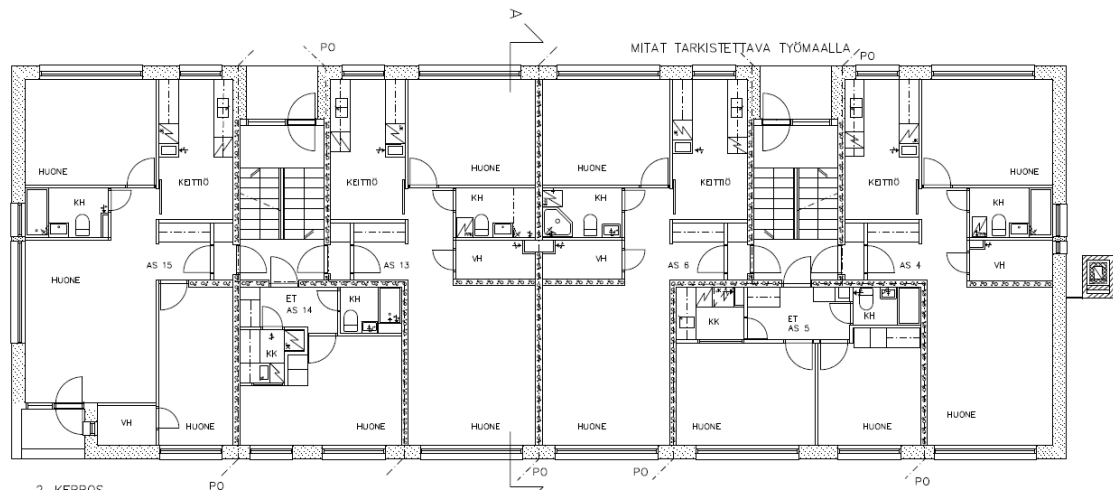 A
PO
PO
MITAT TARKISTETTAVA TYÖMAALLA
PO
HUONE
KEITTIÖ
KEITTIÖ
HUONE
HUONE
KEITTIÖ
KEITTIÖ
HUONE
KH
KH
KH
KH
HUONE
AS 15
AS 13
VH
VH
AS 6
AS 4
VH
ET
AS 14
KH
KK
KK
ET
AS 5
KH
VH
HUONE
HUONE
HUONE
HUONE
HUONE
HUONE
HUONE
2. KERROS
PO
PO
PO
PO